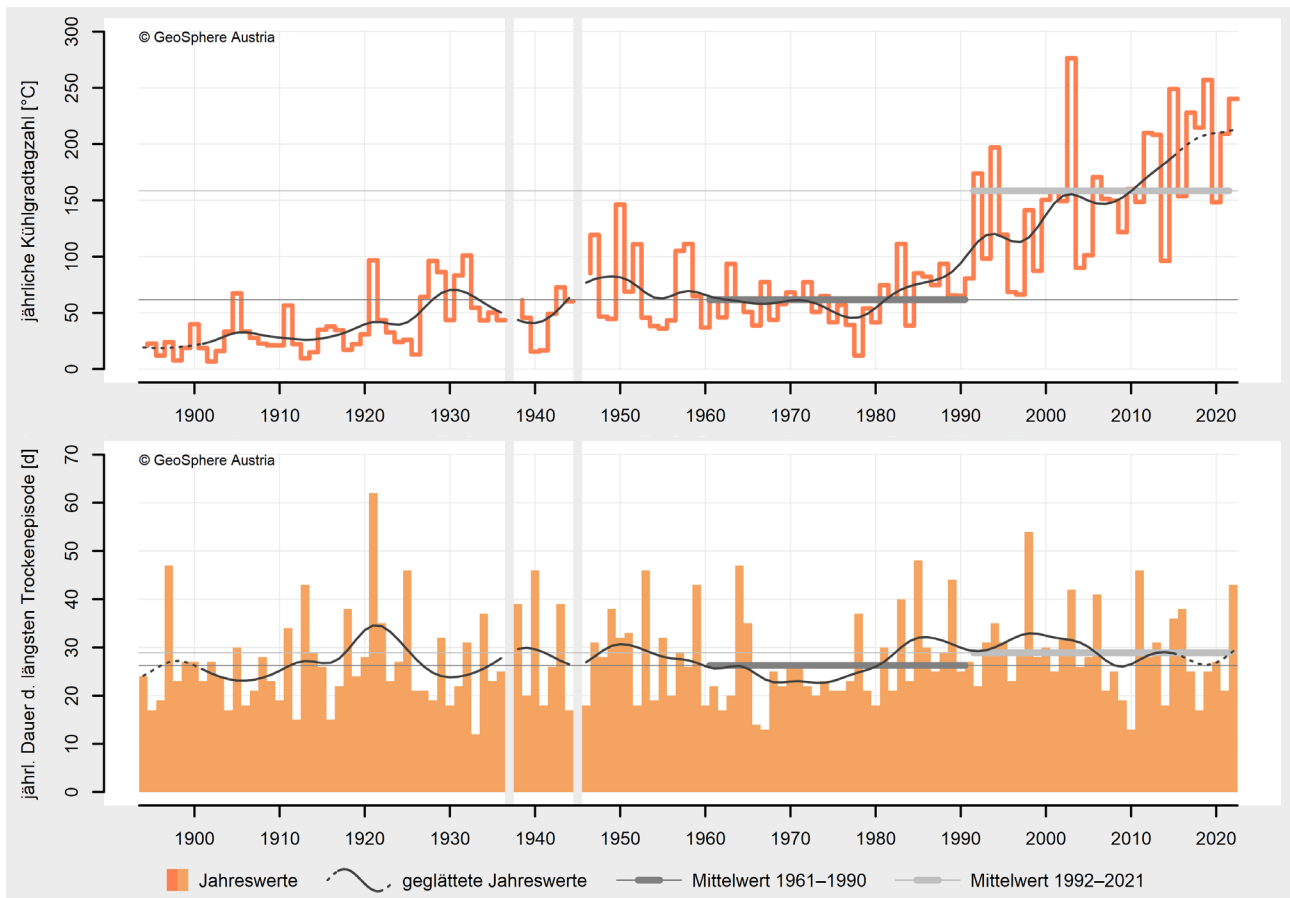 © GeoSphere Austria
jährliche Kühlgradtagzahl [°C]
300
250
200
150
100
50
0
1900 1910 1920 1930 1940 1950 1960 1970 1980 1990 2000 2010 2020
© GeoSphere Austria
jährl. Dauer d. längsten Trockenepisode [d]
70
60
50
40
30
20
10
0
1900 1910 1920 1930 1940 1950 1960 1970 1980 1990 2000 2010 2020
Jahreswerte geglättete Jahreswerte Mittelwert 1961–1990 Mittelwert 1992–2021